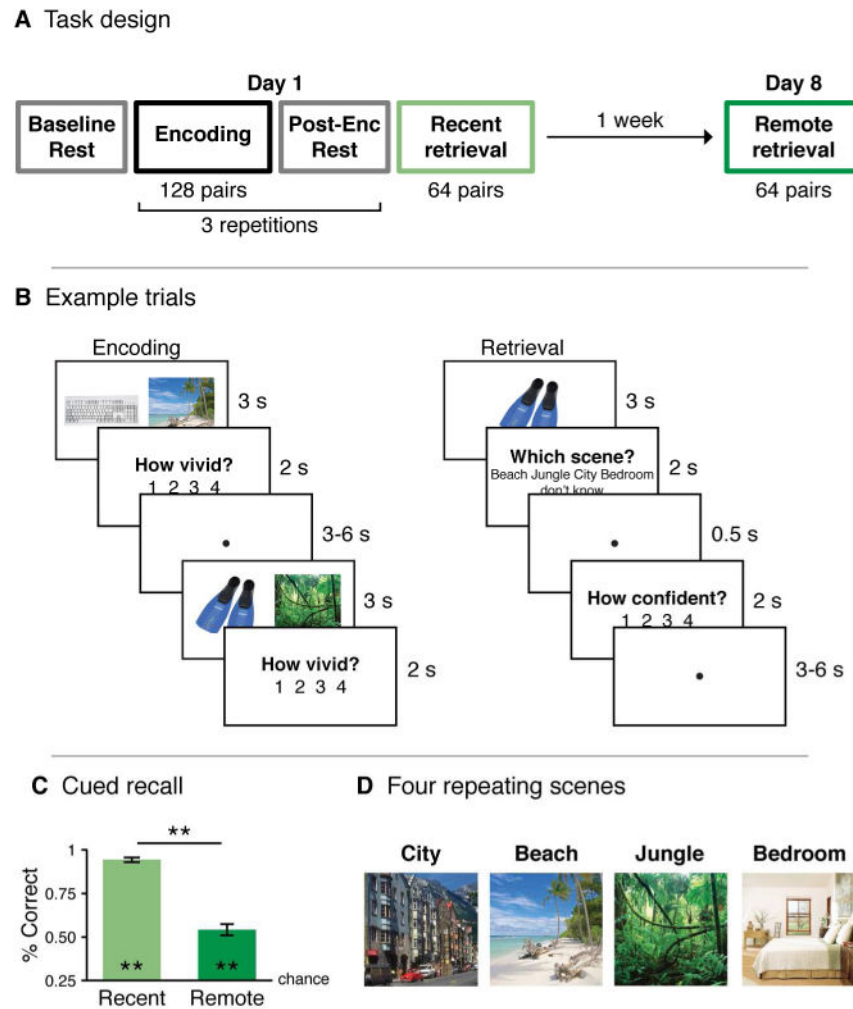 A Task design
Day 1
Day 8
Baseline
Rest
Encoding
Post-Enc
Rest
Recent
retrieval
1 week
Remote
retrieval
128 pairs
64 pairs
64 pairs
3 repetitions
B Example trials
Encoding
3 s
How vivid?
1 2 3 4
2 s
3-6 s
3 s
How vivid?
1 2 3 4
2 s
Retrieval
3 s
Which scene?
Beach Jungle City Bedroom
don't know
2 s
0.5 s
How confident?
1 2 3 4
2 s
3-6 s
C Cued recall
**
% Correct
1
0.75
0.50
0.25
**
**
chance
Recent
Remote
D Four repeating scenes
City
Beach
Jungle
Bedroom